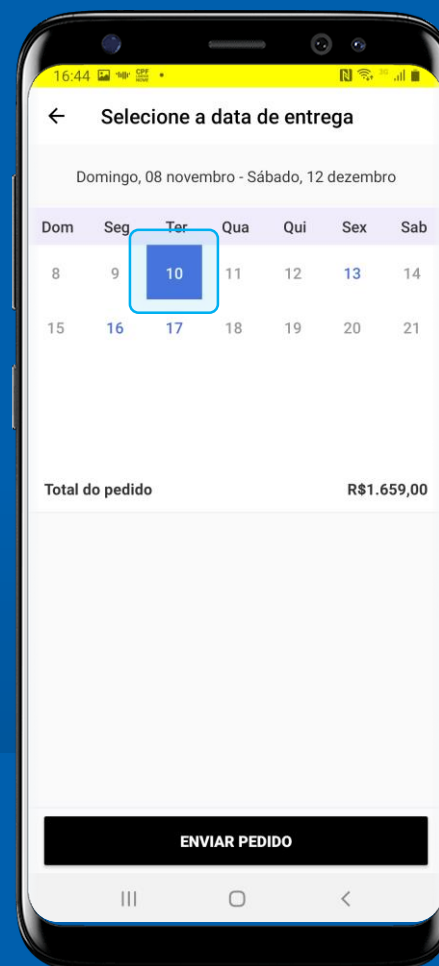 16:44
Selecione a data de entrega
Domingo, 08 novembro - Sábado, 12 dezembro
Dom Seg Ter Qua Qui Sex Sab
8 9 10 11 12 13 14
15 16 17 18 19 20 21
Total do pedido R$1.659,00
ENVIAR PEDIDO